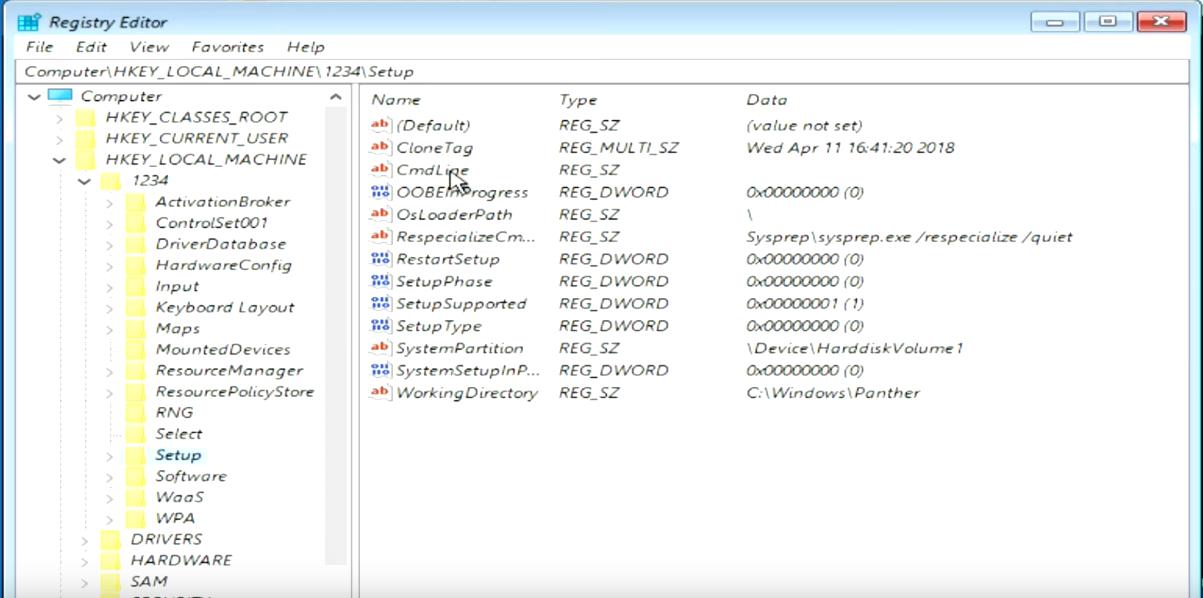 Registry Editor
File Edit View Favorites Help
Computer\HKEY_LOCAL_MACHINE\1234\Setup
Computer
HKEY_CLASSES_ROOT
HKEY_CURRENT_USER
HKEY_LOCAL_MACHINE
1234
ActivationBroker
ControlSet001
DriverDatabase
HardwareConfig
Input
Keyboard Layout
Maps
MountedDevices
ResourceManager
ResourcePolicyStore
RNG
Select
Setup
Software
WaaS
WPA
DRIVERS
HARDWARE
SAM
Name Type Data
(Default) REG_SZ (value not set)
CloneTag REG_MULTI_SZ Wed Apr 11 16:41:20 2018
CmdLine REG_SZ
OOBEInProgress REG_DWORD 0x00000000 (0)
OsLoaderPath REG_SZ \
RespecializeCm... REG_SZ Sysprep\sysprep.exe /respecialize /quiet
RestartSetup REG_DWORD 0x00000000 (0)
SetupPhase REG_DWORD 0x00000000 (0)
SetupSupported REG_DWORD 0x00000001 (1)
SetupType REG_DWORD 0x00000000 (0)
SystemPartition REG_SZ \Device\HarddiskVolume1
SystemSetupInP... REG_DWORD 0x00000000 (0)
WorkingDirectory REG_SZ C:\Windows\Panther